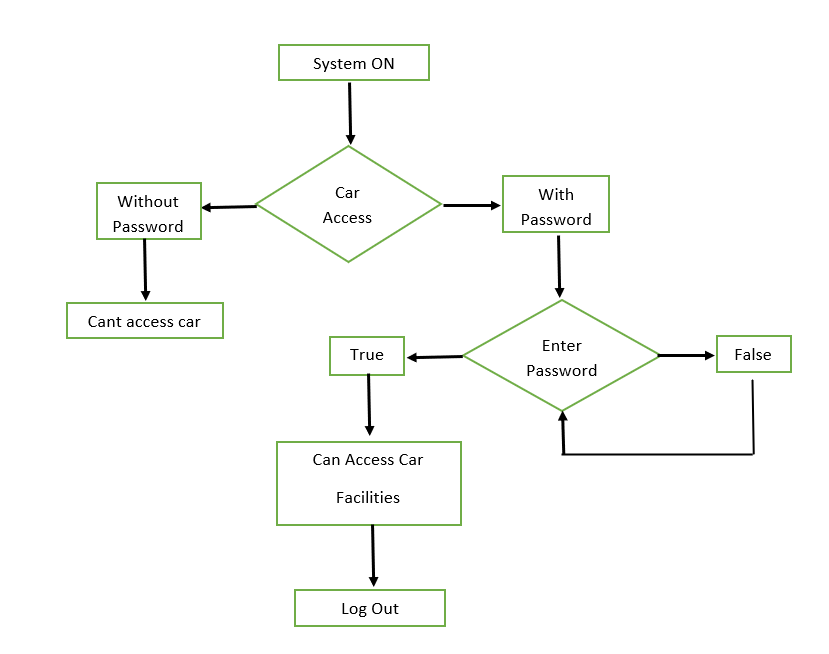 System ON
Car
Access
Without
Password
With
Password
Cant access car
Enter
Password
True
False
Can Access Car
Facilities
Log Out